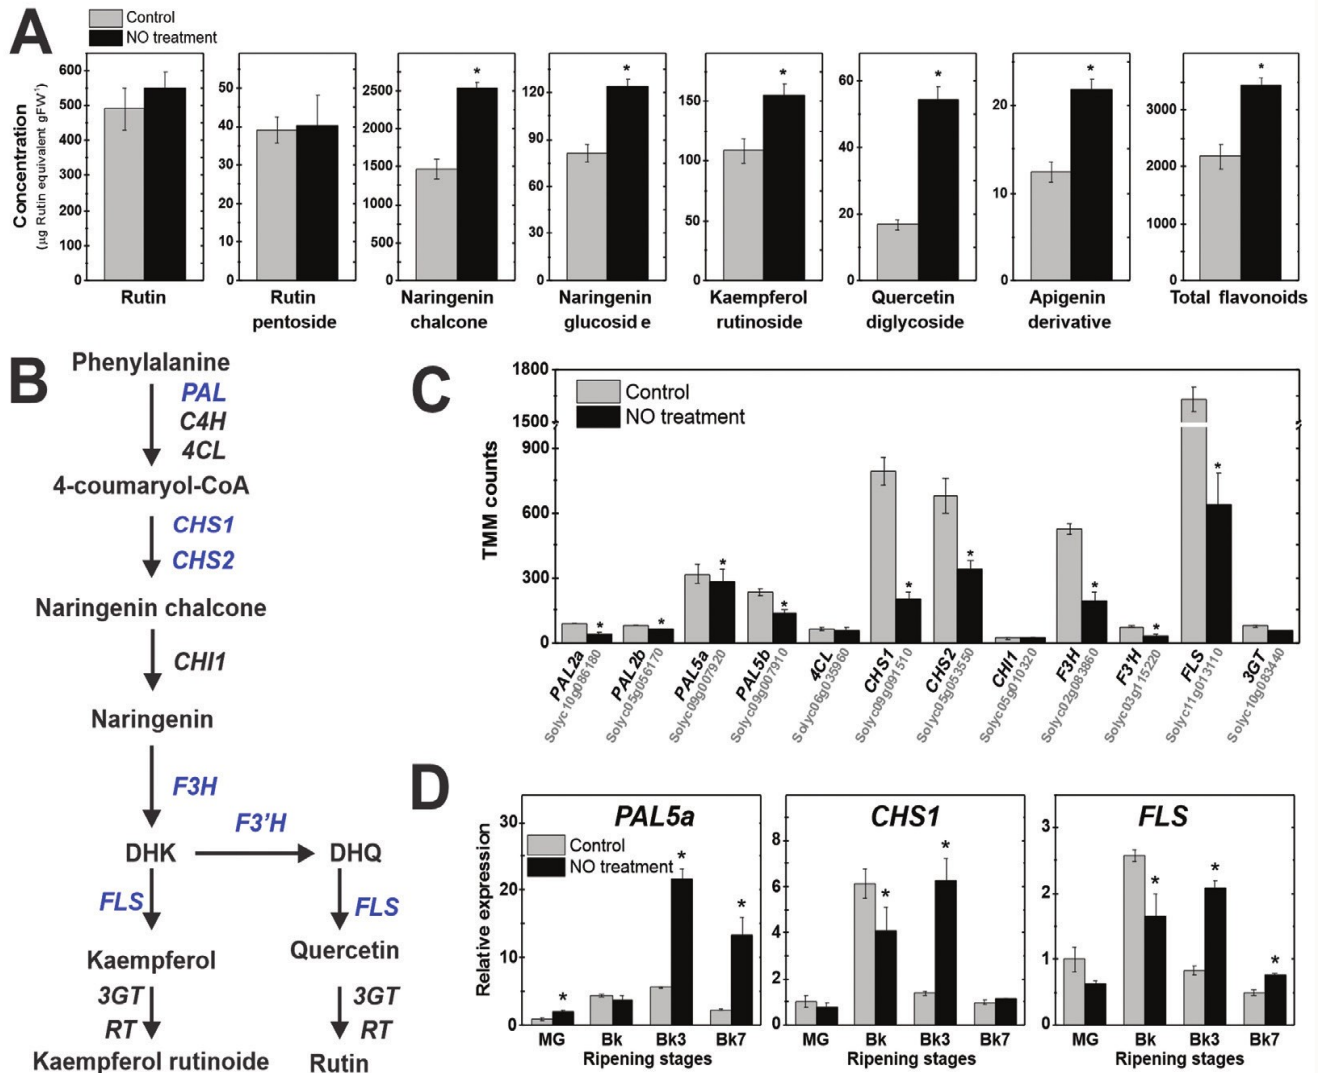 A
Control
NO treatment
Concentration
(µg Rutin equivalent gFW⁻¹)
600
500
400
300
200
100
0
Rutin
50
40
30
20
10
0
Rutin
pentoside
*
2500
2000
1500
1000
500
0
Naringenin
chalcone
*
120
90
60
30
0
Naringenin
glucosid e
*
150
100
50
0
Kaempferol
rutinoside
*
60
40
20
0
Quercetin
diglycoside
*
20
10
0
Apigenin
derivative
*
3000
2000
1000
0
Total flavonoids
B
Phenylalanine
PAL
C4H
4CL
4-coumaryol-CoA
CHS1
CHS2
Naringenin chalcone
CHI1
Naringenin
F3H
F3'H
DHK
DHQ
FLS
FLS
Kaempferol
Quercetin
3GT
3GT
RT
RT
Kaempferol rutinoide
Rutin
C
Control
NO treatment
TMM counts
1800
1500
900
600
300
0
* * * * * * * * *
PAL2a
Solyc10g086180
PAL2b
Solyc05g056170
PAL5a
Solyc09g007920
PAL5b
Solyc09g007910
4CL
Solyc06g035960
CHS1
Solyc09g091510
CHS2
Solyc05g053550
CHI1
Solyc05g010320
F3H
Solyc02g083860
F3'H
Solyc03g115220
FLS
Solyc11g013110
3GT
Solyc10g083440
D
Relative expression
PAL5a
Control
NO treatment
30
20
10
0
* * *
MG Bk Bk3 Bk7
Ripening stages
CHS1
8
6
4
2
0
* *
MG Bk Bk3 Bk7
Ripening stages
FLS
3
2
1
0
* * *
MG Bk Bk3 Bk7
Ripening stages